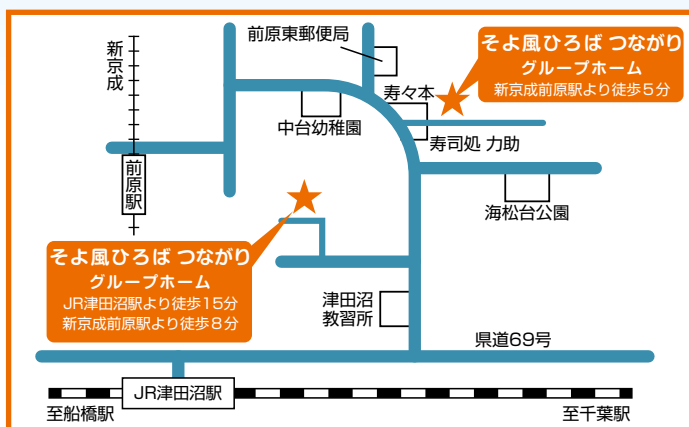 新京成
前原東郵便局
そよ風ひろば つながり
グループホーム
新京成前原駅より徒歩5分
寿々本
中台幼稚園
寿司処 力助
前原駅
海松台公園
そよ風ひろば つながり
グループホーム
JR津田沼駅より徒歩15分
新京成前原駅より徒歩8分
津田沼
教習所
県道69号
JR津田沼駅
至船橋駅
至千葉駅